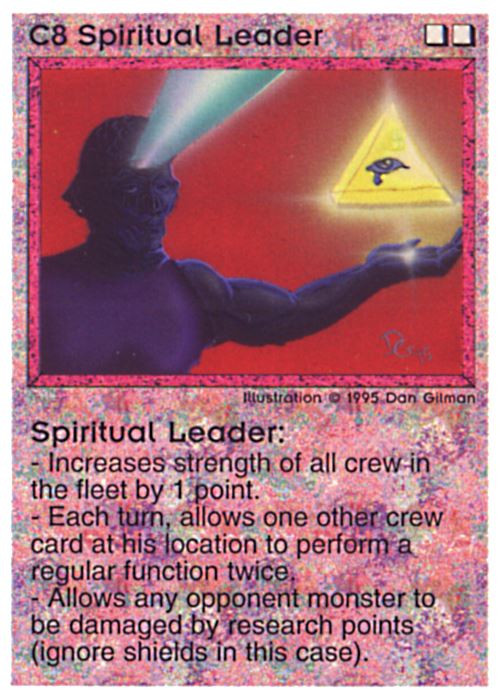 C8 Spiritual Leader
Illustration © 1995 Dan Gilman
Spiritual Leader:
- Increases strength of all crew in
the fleet by 1 point.
- Each turn, allows one other crew
card at his location to perform a
regular function twice.
- Allows any opponent monster to
be damaged by research points
(ignore shields in this case).